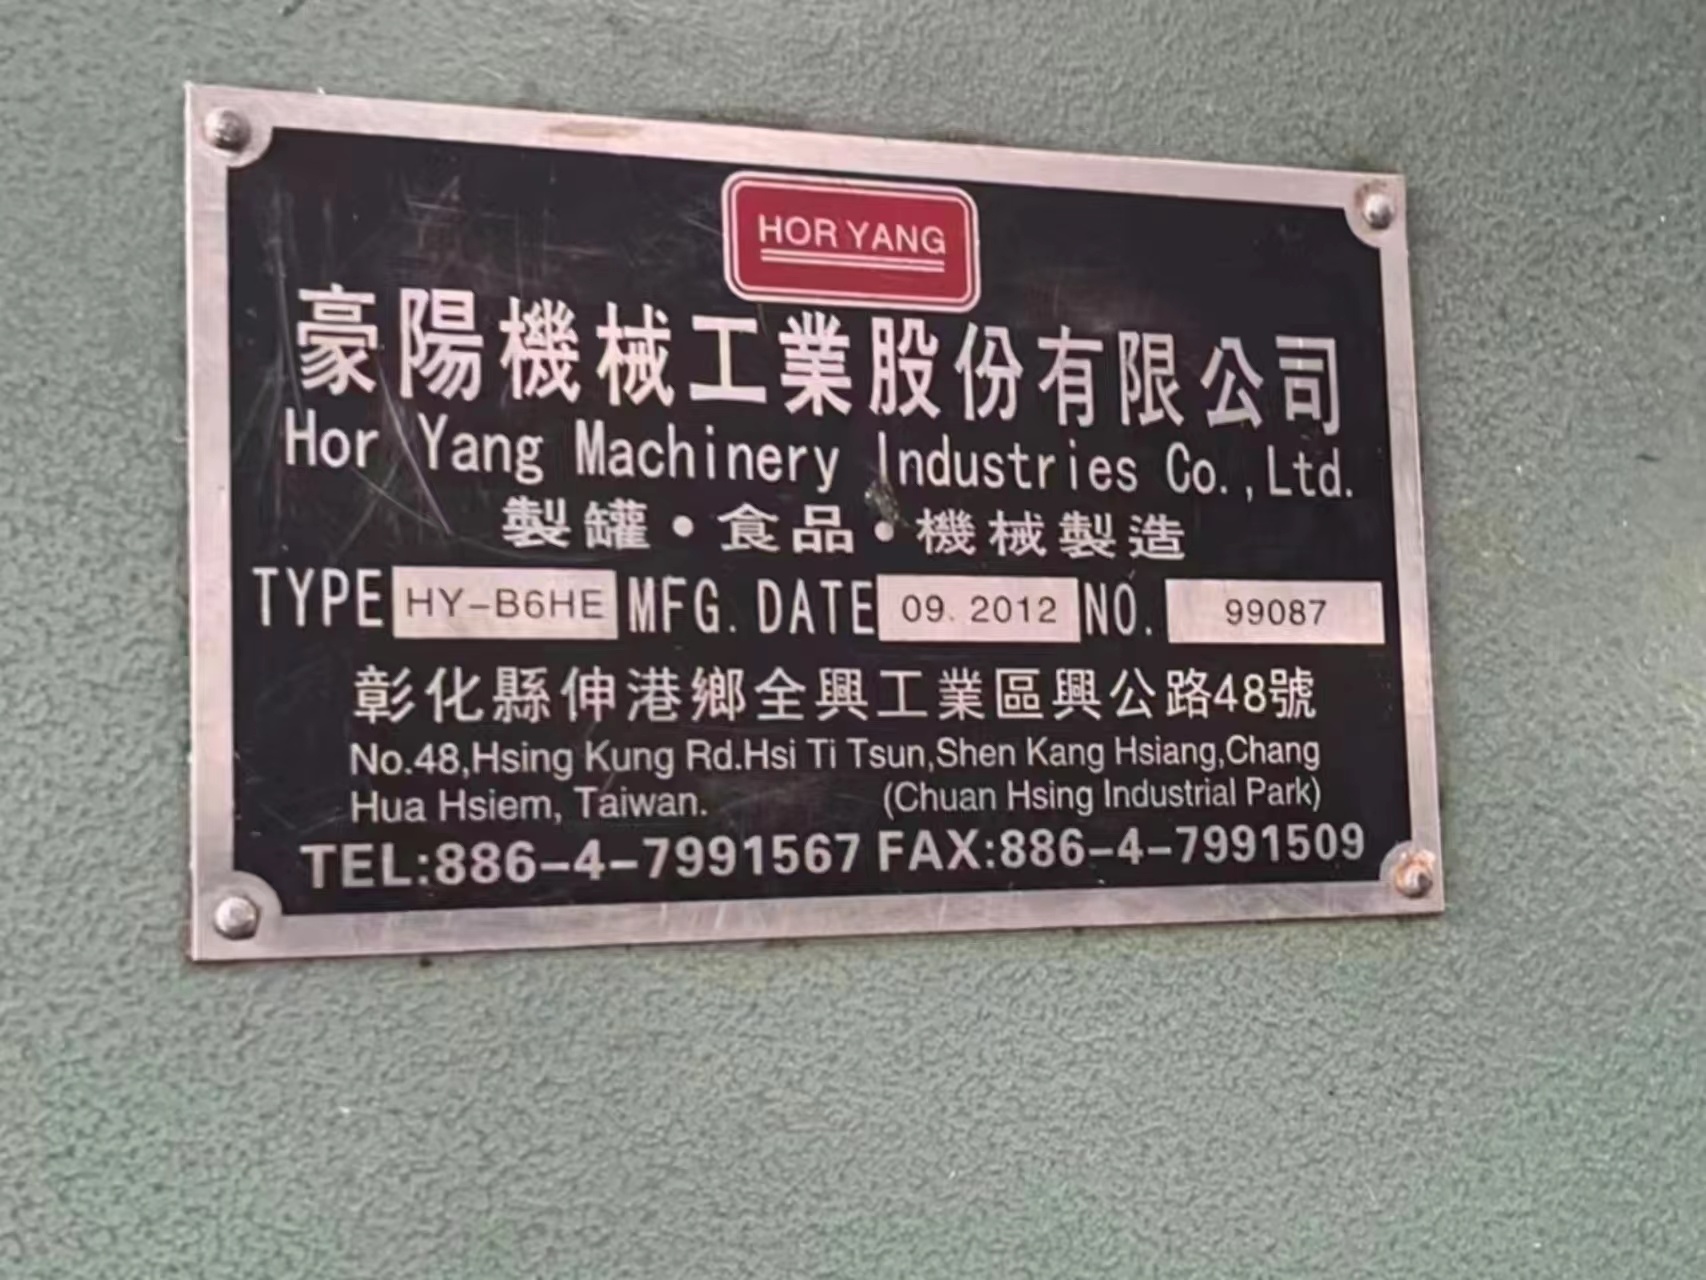 HOR YANG
豪陽機械工業股份有限公司
Hor Yang Machinery Industries Co.,Ltd.
製罐•食品•機械製造
TYPE HY-B6HE MFG. DATE 09. 2012 NO. 99087
彰化縣伸港鄉全興工業區興公路48號
No.48,Hsing Kung Rd.Hsi Ti Tsun,Shen Kang Hsiang,Chang
Hua Hsiem, Taiwan. (Chuan Hsing Industrial Park)
TEL:886-4-7991567 FAX:886-4-7991509